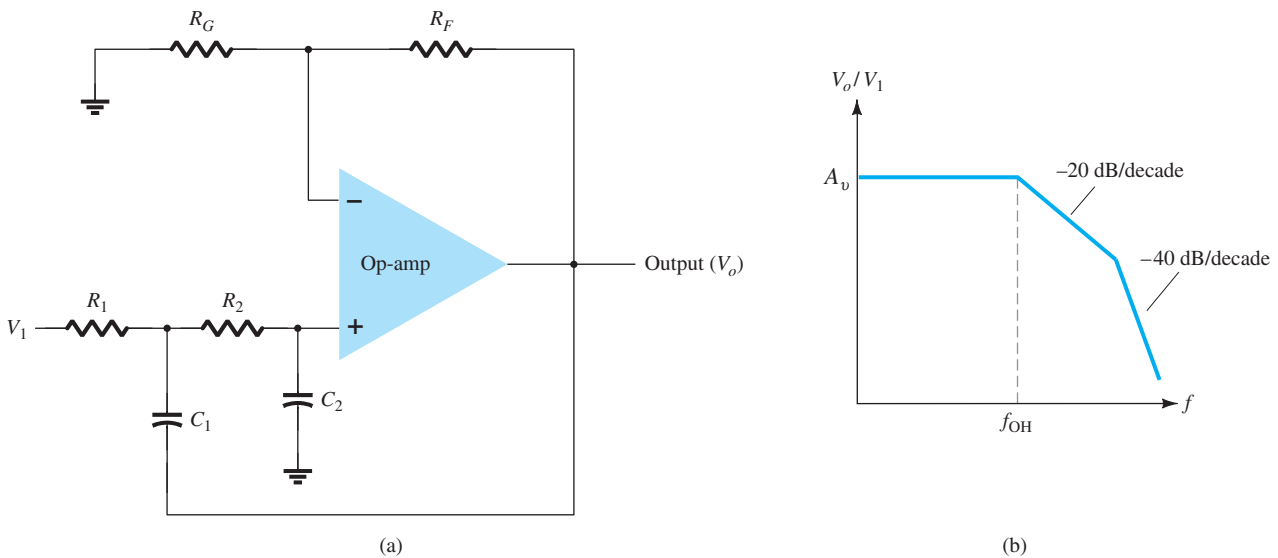 R_G
R_F
Op-amp
−
+
Output (V_o)
V_1
R_1
R_2
C_1
C_2
(a)
V_o / V_1
A_υ
−20 dB/decade
−40 dB/decade
f
f_OH
(b)